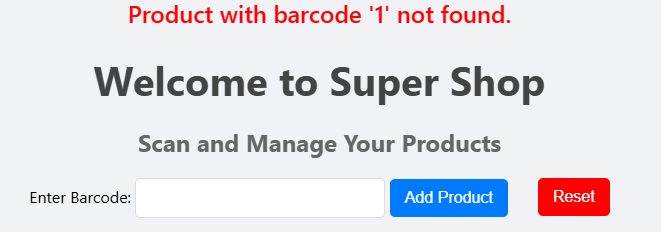 Product with barcode '1' not found.
Welcome to Super Shop
Scan and Manage Your Products
Enter Barcode: Add Product Reset